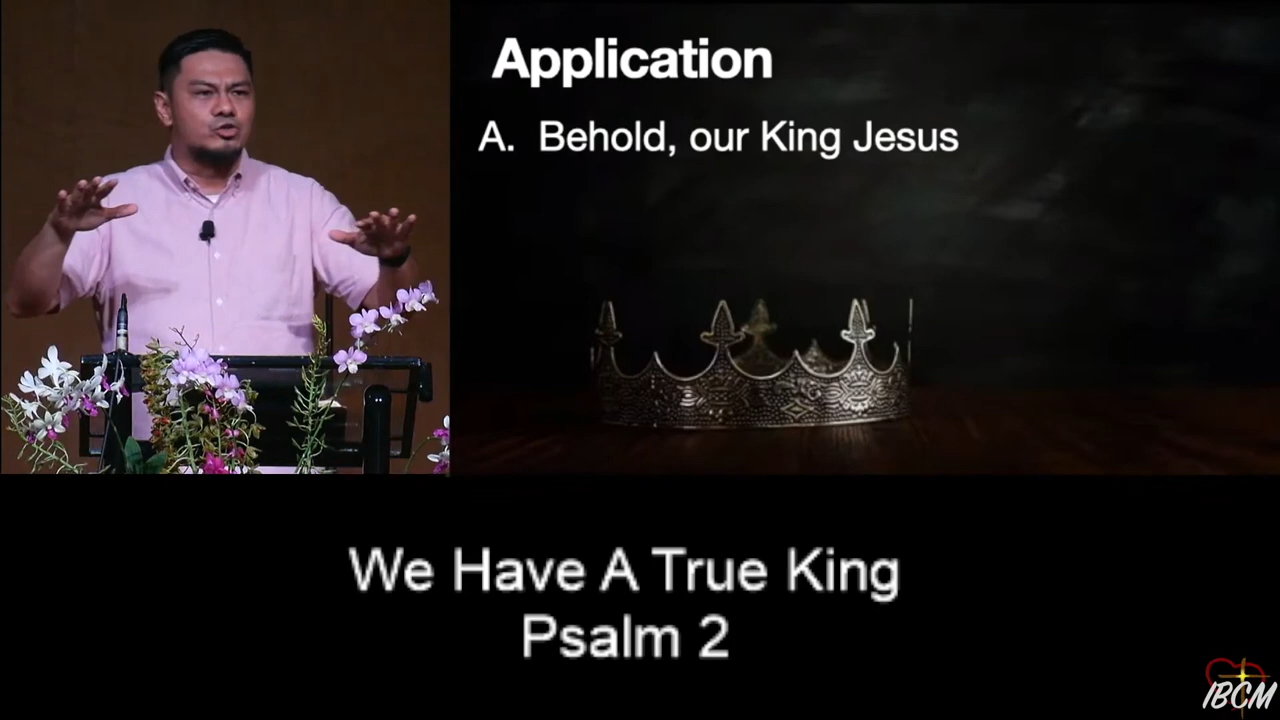 Application
A. Behold, our King Jesus
We Have A True King
Psalm 2
IBCM